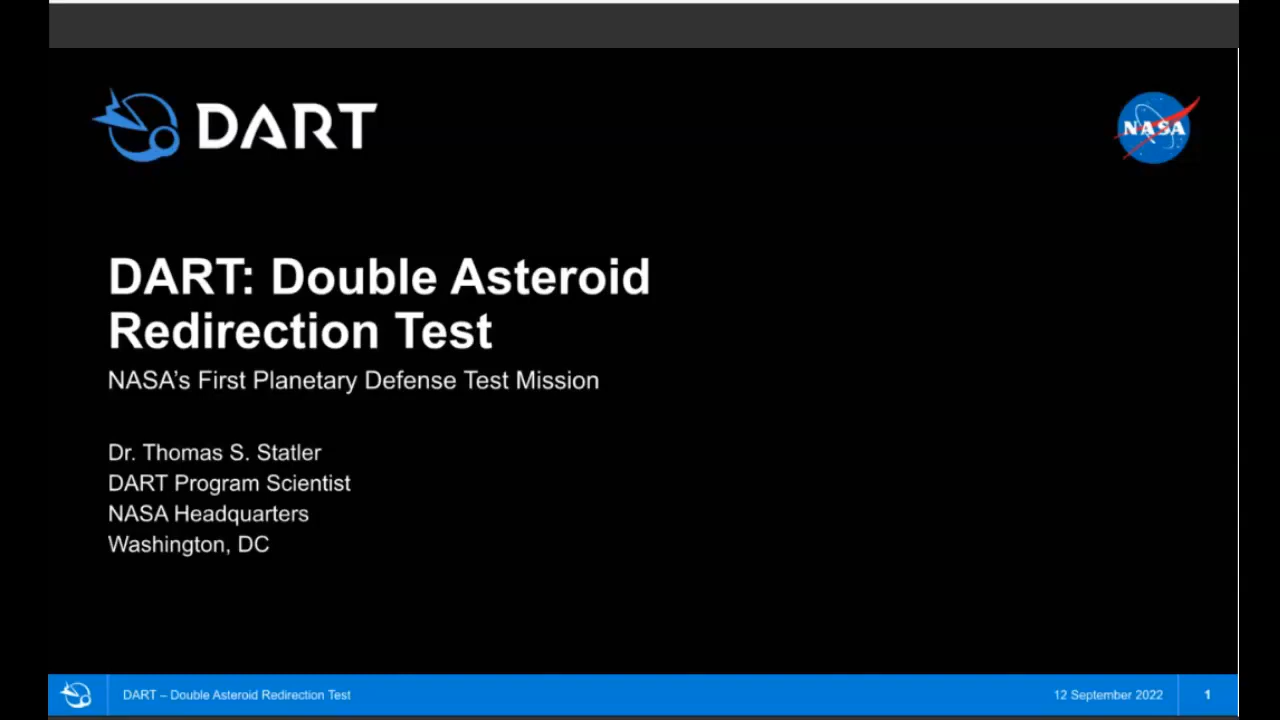 DART
NASA
DART: Double Asteroid
Redirection Test
NASA's First Planetary Defense Test Mission
Dr. Thomas S. Statler
DART Program Scientist
NASA Headquarters
Washington, DC
DART – Double Asteroid Redirection Test
12 September 2022
1